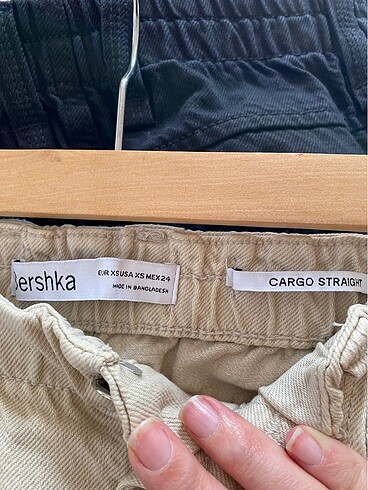 Bershka
EUR XS USA XS MEX 24
MADE IN BANGLADESH
CARGO STRAIGHT